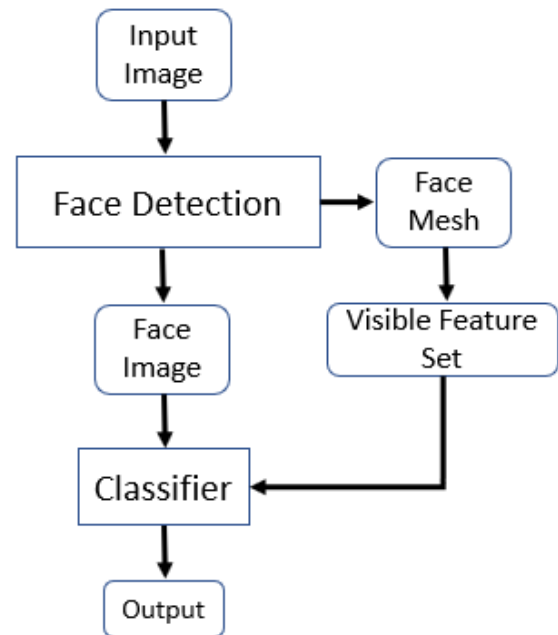 Input
Image
Face Detection
Face
Mesh
Face
Image
Visible Feature
Set
Classifier
Output